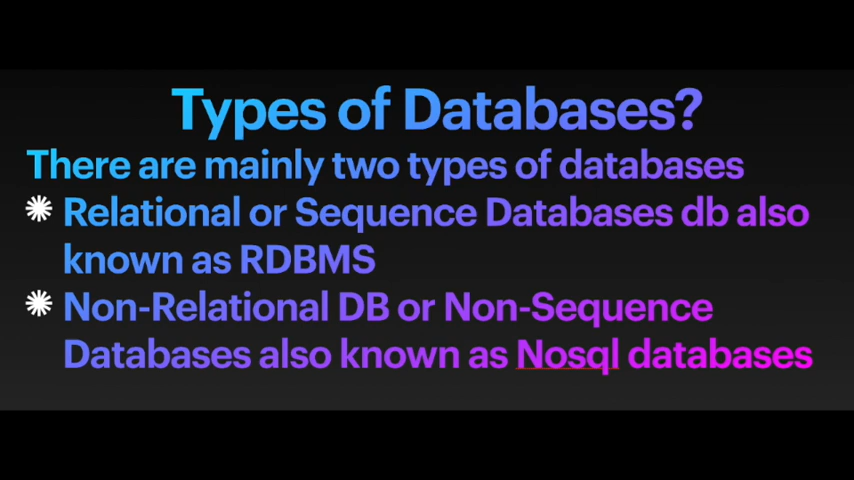 Types of Databases?
There are mainly two types of databases
Relational or Sequence Databases db also
known as RDBMS
Non-Relational DB or Non-Sequence
Databases also known as Nosql databases